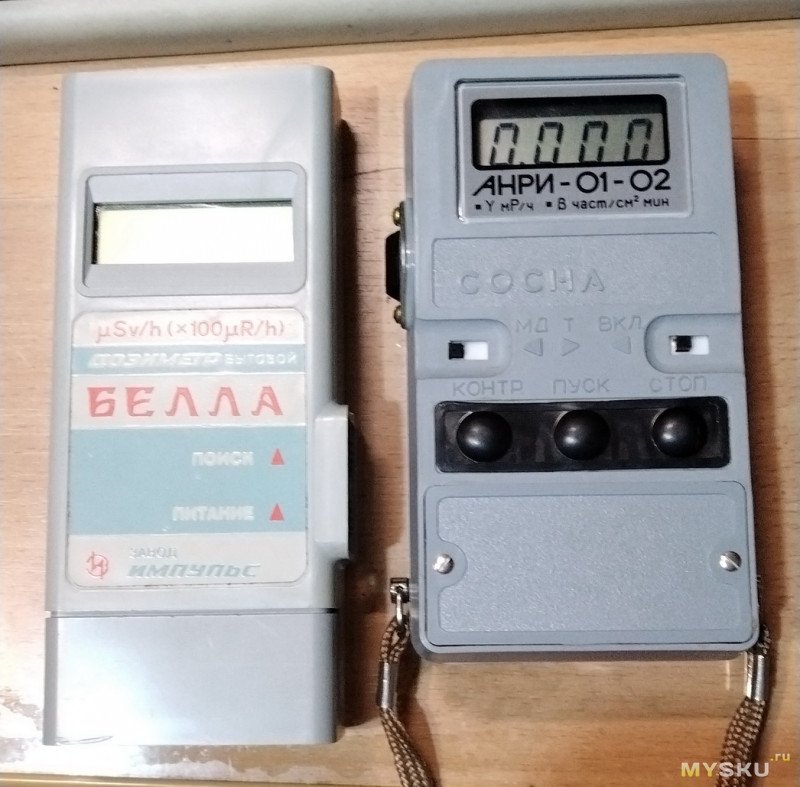 µSv/h (×100µR/h)
ДОЗИМЕТР БЫТОВОЙ
БЕЛЛА
ПОИСК
ПИТАНИЕ
ЗАВОД
ИМПУЛЬС
0.000
АНРИ-01-02
γ мР/ч β част/см² мин
СОСНА
МД Т ВКЛ
КОНТР ПУСК СТОП
MYSKU.ru